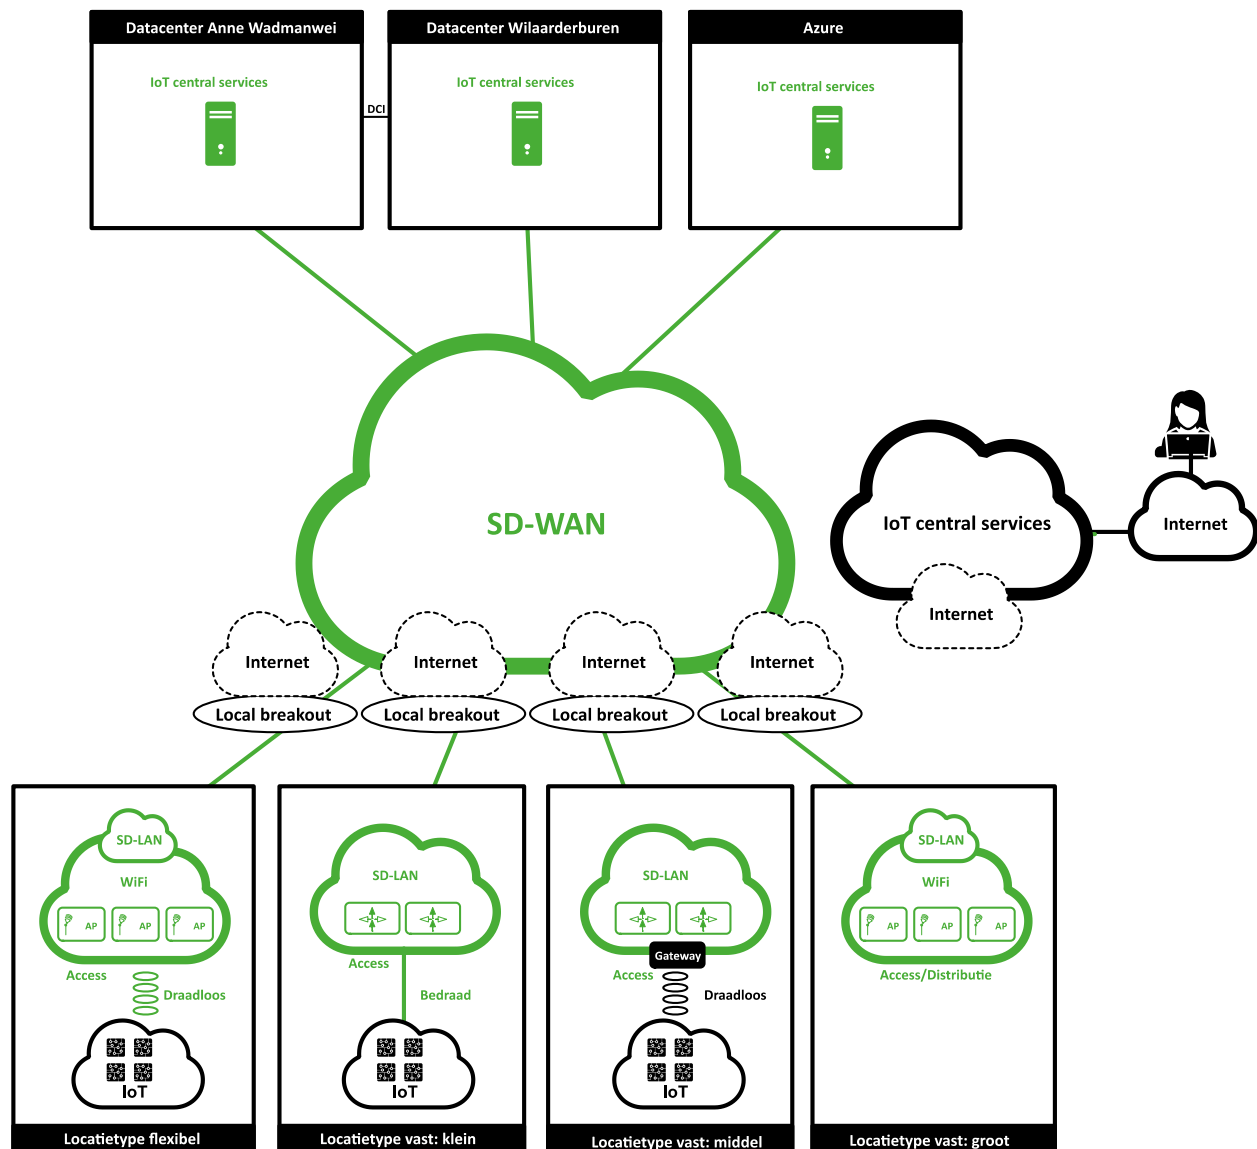 Datacenter Anne Wadmanwei
Datacenter Wilaarderburen
Azure
IoT central services
IoT central services
IoT central services
DCI
SD-WAN
IoT central services
Internet
Internet
Internet
Internet
Internet
Internet
Local breakout
Local breakout
Local breakout
Local breakout
SD-LAN
WiFi
AP
AP
AP
Access
Draadloos
IoT
Locatietype flexibel
SD-LAN
Access
Bedraad
IoT
Locatietype vast: klein
SD-LAN
Gateway
Access
Draadloos
IoT
Locatietype vast: middel
SD-LAN
WiFi
AP
AP
AP
Access/Distributie
Locatietype vast: groot